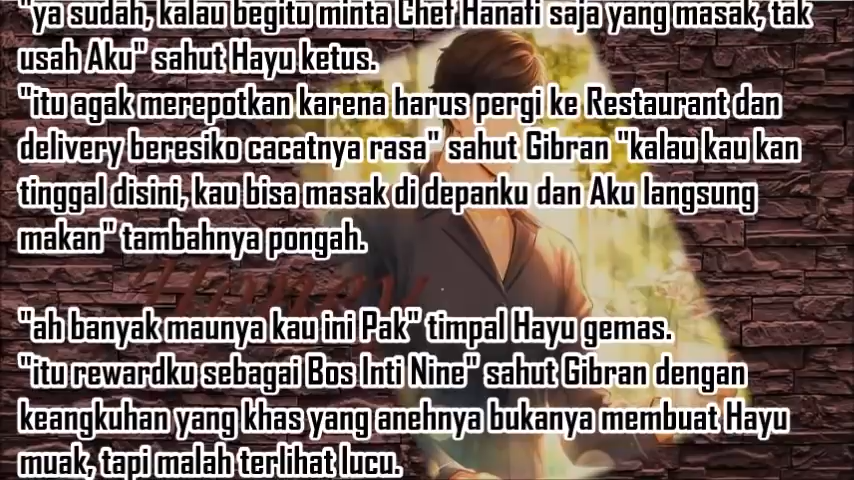 "ya sudah, kalau begitu minta Chef Hanafi saja yang masak, tak
usah Aku" sahut Hayu ketus.
"itu agak merepotkan karena harus pergi ke Restaurant dan
delivery beresiko cacatnya rasa" sahut Gibran "kalau kau kan
tinggal disini, kau bisa masak di depanku dan Aku langsung
makan" tambahnya pongah.
"ah banyak maunya kau ini Pak" timpal Hayu gemas.
"itu rewardku sebagai Bos Inti Nine" sahut Gibran dengan
keangkuhan yang khas yang anehnya bukanya membuat Hayu
muak, tapi malah terlihat lucu.